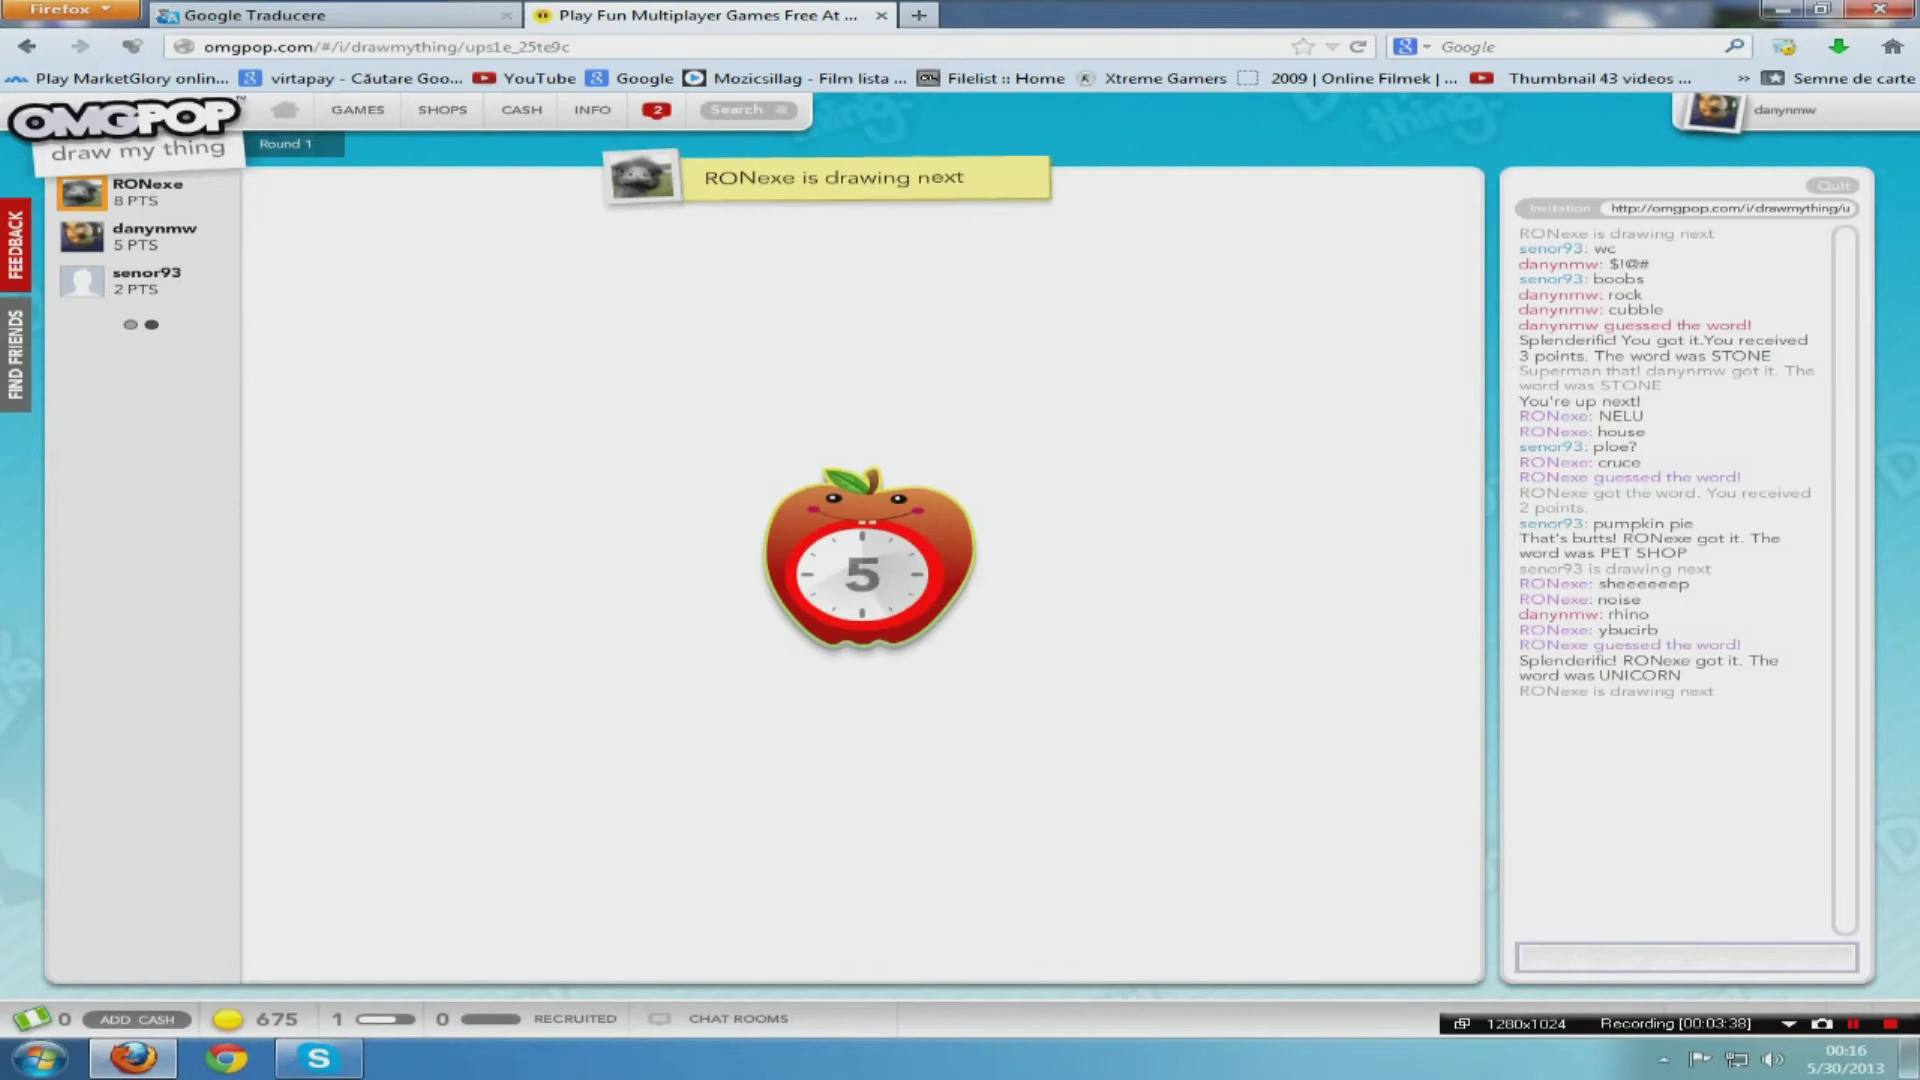 Firefox
Google Traducere
Play Fun Multiplayer Games Free At ...
omgpop.com/#/i/drawmything/ups1e_25te9c
Google
Play MarketGlory onlin...
virtapay - Căutare Goo...
YouTube
Google
Mozicsillag - Film lista ...
Filelist :: Home
Xtreme Gamers
2009 | Online Filmek | ...
Thumbnail 43 videos ...
Semne de carte
OMGPOP
GAMES
SHOPS
CASH
INFO
2
Search
danynmw
draw my thing
Round 1
RONexe is drawing next
RONexe
8 PTS
danynmw
5 PTS
senor93
2 PTS
FEEDBACK
FIND FRIENDS
5
Quit
Invitation
http://omgpop.com/i/drawmything/u
RONexe is drawing next
senor93: wc
danynmw: $!@#
senor93: boobs
danynmw: rock
danynmw: cubble
danynmw guessed the word!
Splenderific! You got it.You received
3 points. The word was STONE
Superman that! danynmw got it. The
word was STONE
You're up next!
RONexe: NELU
RONexe: house
senor93: ploe?
RONexe: cruce
RONexe guessed the word!
RONexe got the word. You received
2 points.
senor93: pumpkin pie
That's butts! RONexe got it. The
word was PET SHOP
senor93 is drawing next
RONexe: sheeeeeep
RONexe: noise
danynmw: rhino
RONexe: ybucirb
RONexe guessed the word!
Splenderific! RONexe got it. The
word was UNICORN
RONexe is drawing next
0
ADD CASH
675
1
0
RECRUITED
CHAT ROOMS
1280x1024
Recording [00:03:38]
00:16
5/30/2013